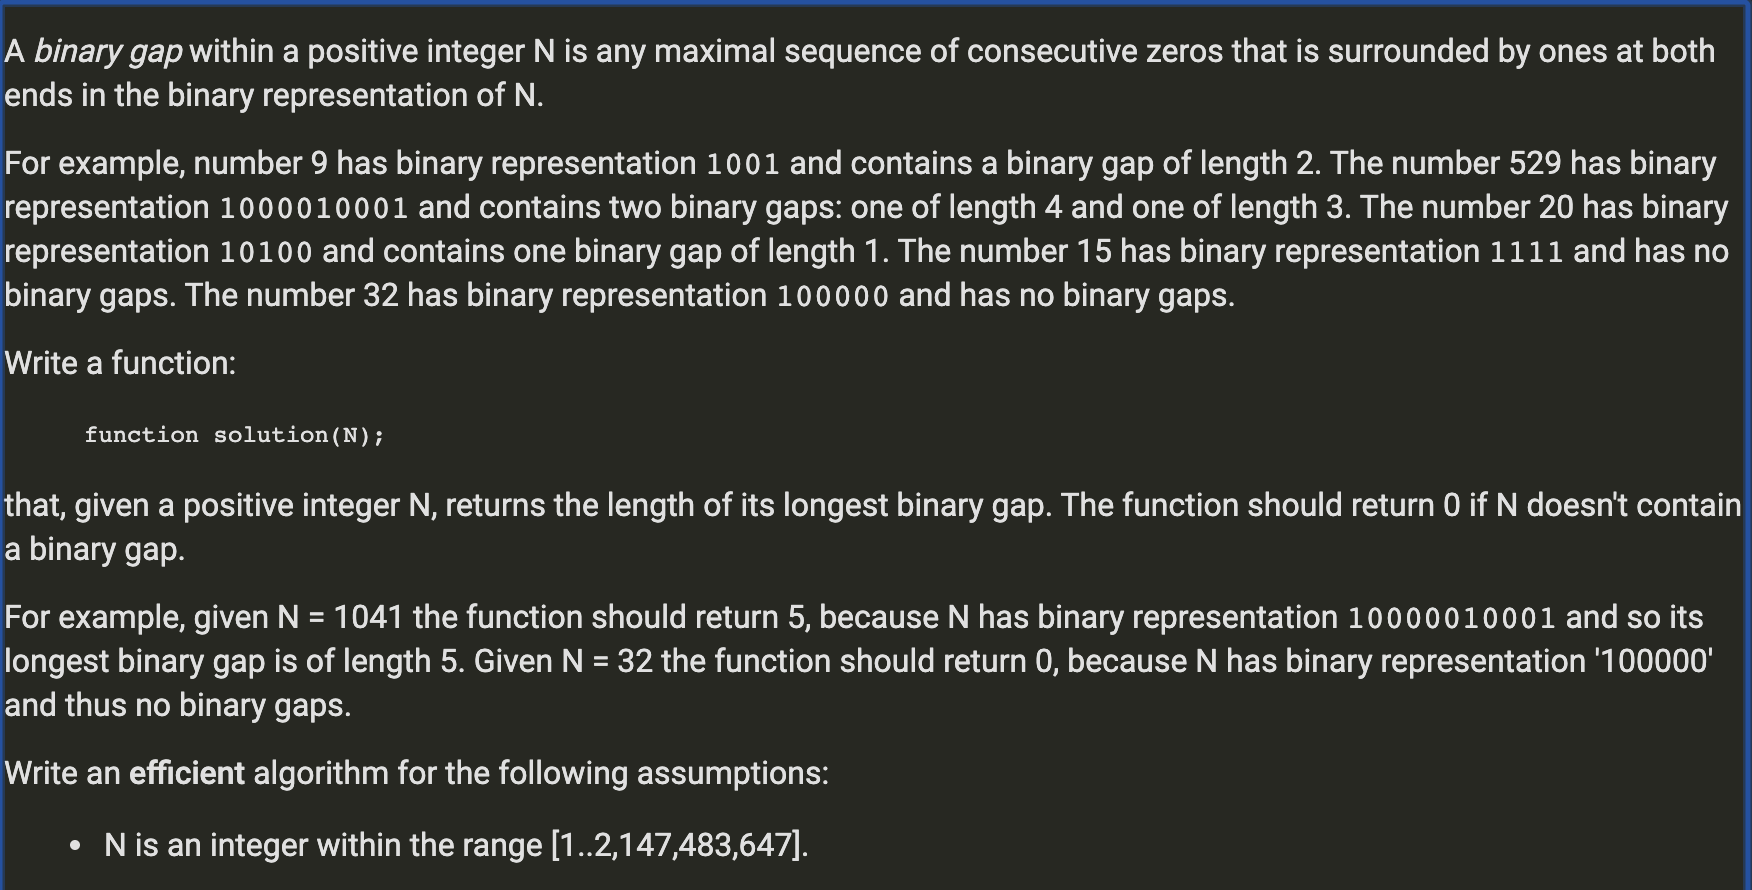 A binary gap within a positive integer N is any maximal sequence of consecutive zeros that is surrounded by ones at both
ends in the binary representation of N.
For example, number 9 has binary representation 1001 and contains a binary gap of length 2. The number 529 has binary
representation 1000010001 and contains two binary gaps: one of length 4 and one of length 3. The number 20 has binary
representation 10100 and contains one binary gap of length 1. The number 15 has binary representation 1111 and has no
binary gaps. The number 32 has binary representation 100000 and has no binary gaps.
Write a function:
function solution(N);
that, given a positive integer N, returns the length of its longest binary gap. The function should return 0 if N doesn't contain
a binary gap.
For example, given N = 1041 the function should return 5, because N has binary representation 10000010001 and so its
longest binary gap is of length 5. Given N = 32 the function should return 0, because N has binary representation '100000'
and thus no binary gaps.
Write an efficient algorithm for the following assumptions:
• N is an integer within the range [1..2,147,483,647].